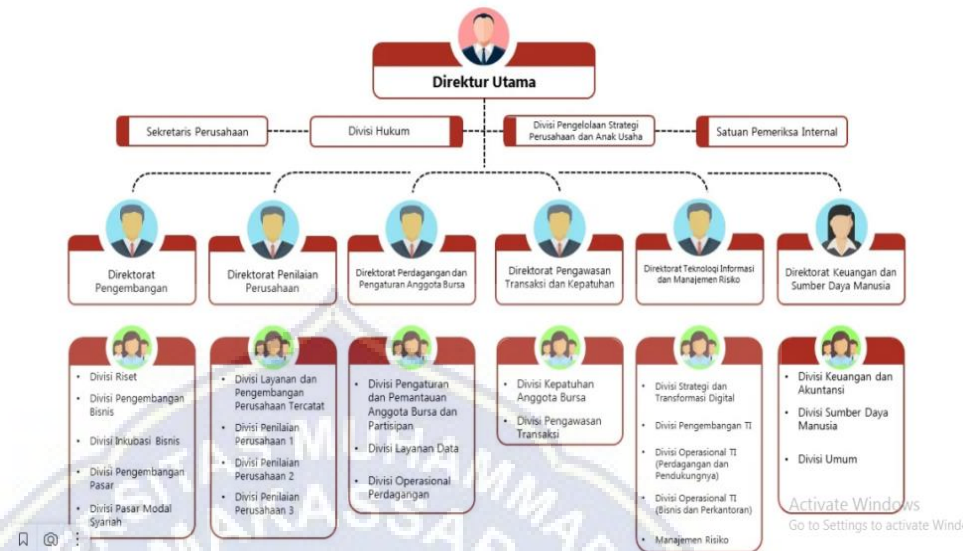 Direktur Utama
Sekretaris Perusahaan
Divisi Hukum
Divisi Pengelolaan Strategi
Perusahaan dan Anak Usaha
Satuan Pemeriksa Internal
Direktorat
Pengembangan
Direktorat Penilaian
Perusahaan
Direktorat Perdagangan dan
Pengaturan Anggota Bursa
Direktorat Pengawasan
Transaksi dan Kepatuhan
Direktorat Teknologi Informasi
dan Manajemen Risiko
Direktorat Keuangan dan
Sumber Daya Manusia
• Divisi Riset
• Divisi Pengembangan
Bisnis
• Divisi Inkubasi Bisnis
• Divisi Pengembangan
Pasar
• Divisi Pasar Modal
Syariah
• Divisi Layanan dan
Pengembangan
Perusahaan Tercatat
• Divisi Penilaian
Perusahaan 1
• Divisi Penilaian
Perusahaan 2
• Divisi Penilaian
Perusahaan 3
• Divisi Pengaturan
dan Pemantauan
Anggota Bursa dan
Partisipan
• Divisi Layanan Data
• Divisi Operasional
Perdagangan
• Divisi Kepatuhan
Anggota Bursa
• Divisi Pengawasan
Transaksi
• Divisi Strategi dan
Transformasi Digital
• Divisi Pengembangan TI
• Divisi Operasional TI
(Perdagangan dan
Pendukungnya)
• Divisi Operasional TI
(Bisnis dan Perkantoran)
• Manajemen Risiko
• Divisi Keuangan dan
Akuntansi
• Divisi Sumber Daya
Manusia
• Divisi Umum
Activate Windows
Go to Settings to activate Wind